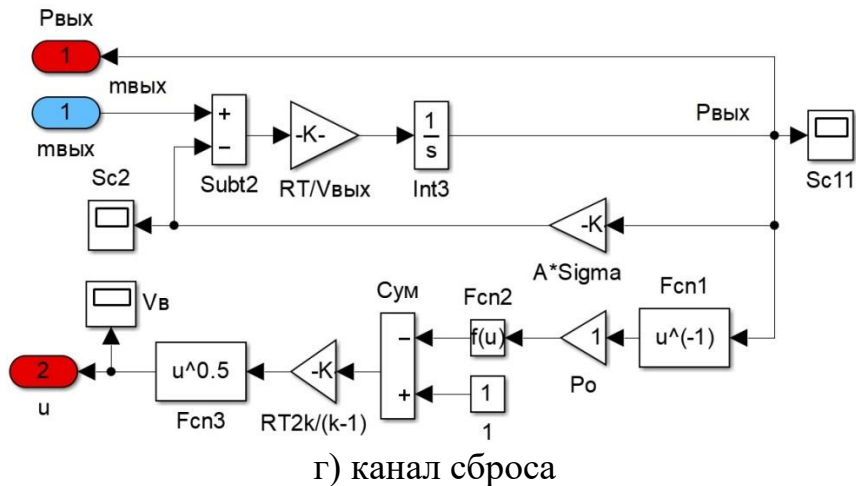 Pвых
1
mвых
1
mвых
+
−
Subt2
-K-
RT/Vвых
1
s
Int3
Pвых
Sc11
Sc2
-K
A*Sigma
Vв
2
u
u^0.5
Fcn3
-K
RT2k/(k-1)
Сум
−
+
Fcn2
f(u)
1
1
1
Po
Fcn1
u^(-1)
г) канал сброса